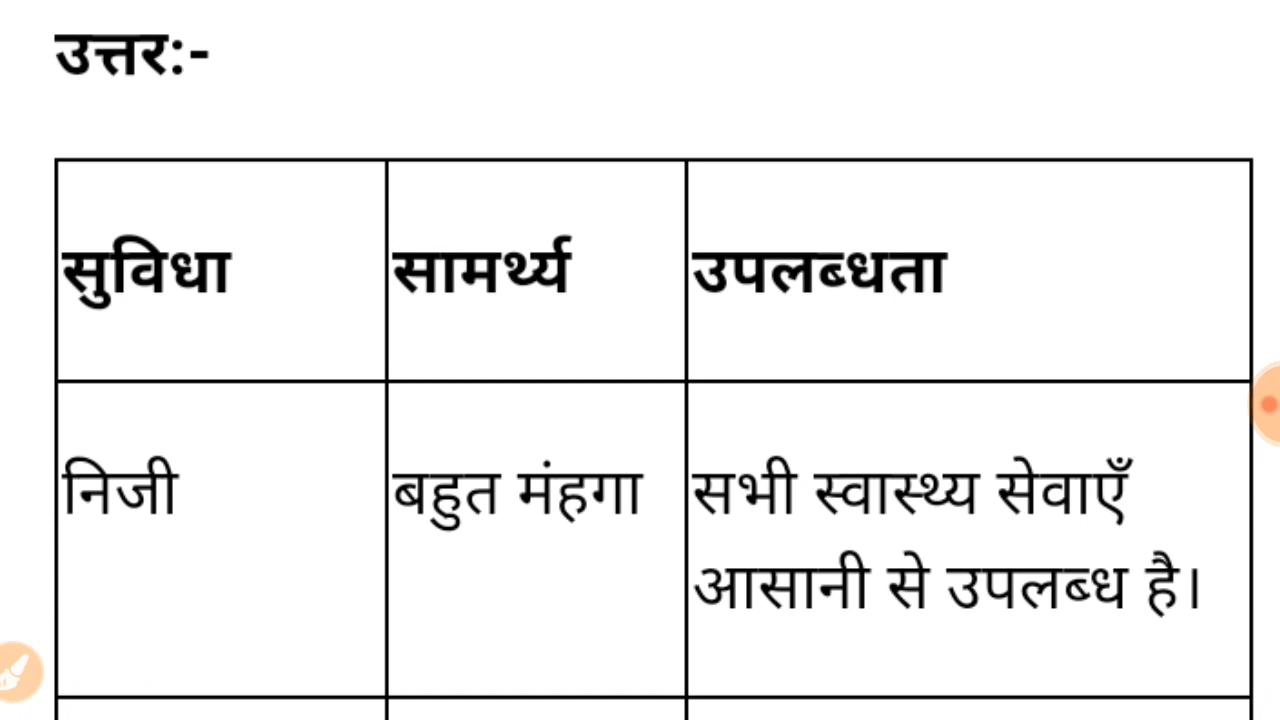 उत्तर:-
सुविधा सामर्थ्य उपलब्धता
निजी बहुत मंहगा सभी स्वास्थ्य सेवाएँ
आसानी से उपलब्ध है।